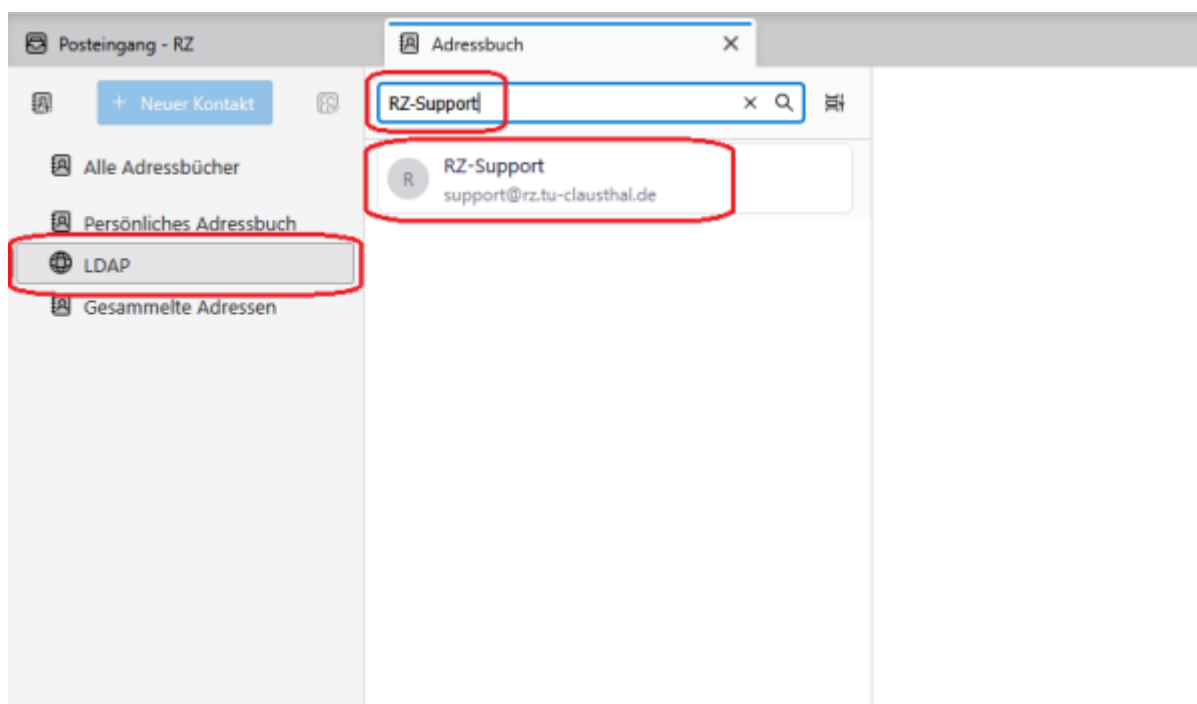 Posteingang - RZ
Adressbuch
+ Neuer Kontakt
RZ-Support
Alle Adressbücher
R
RZ-Support
support@rz.tu-clausthal.de
Persönliches Adressbuch
LDAP
Gesammelte Adressen